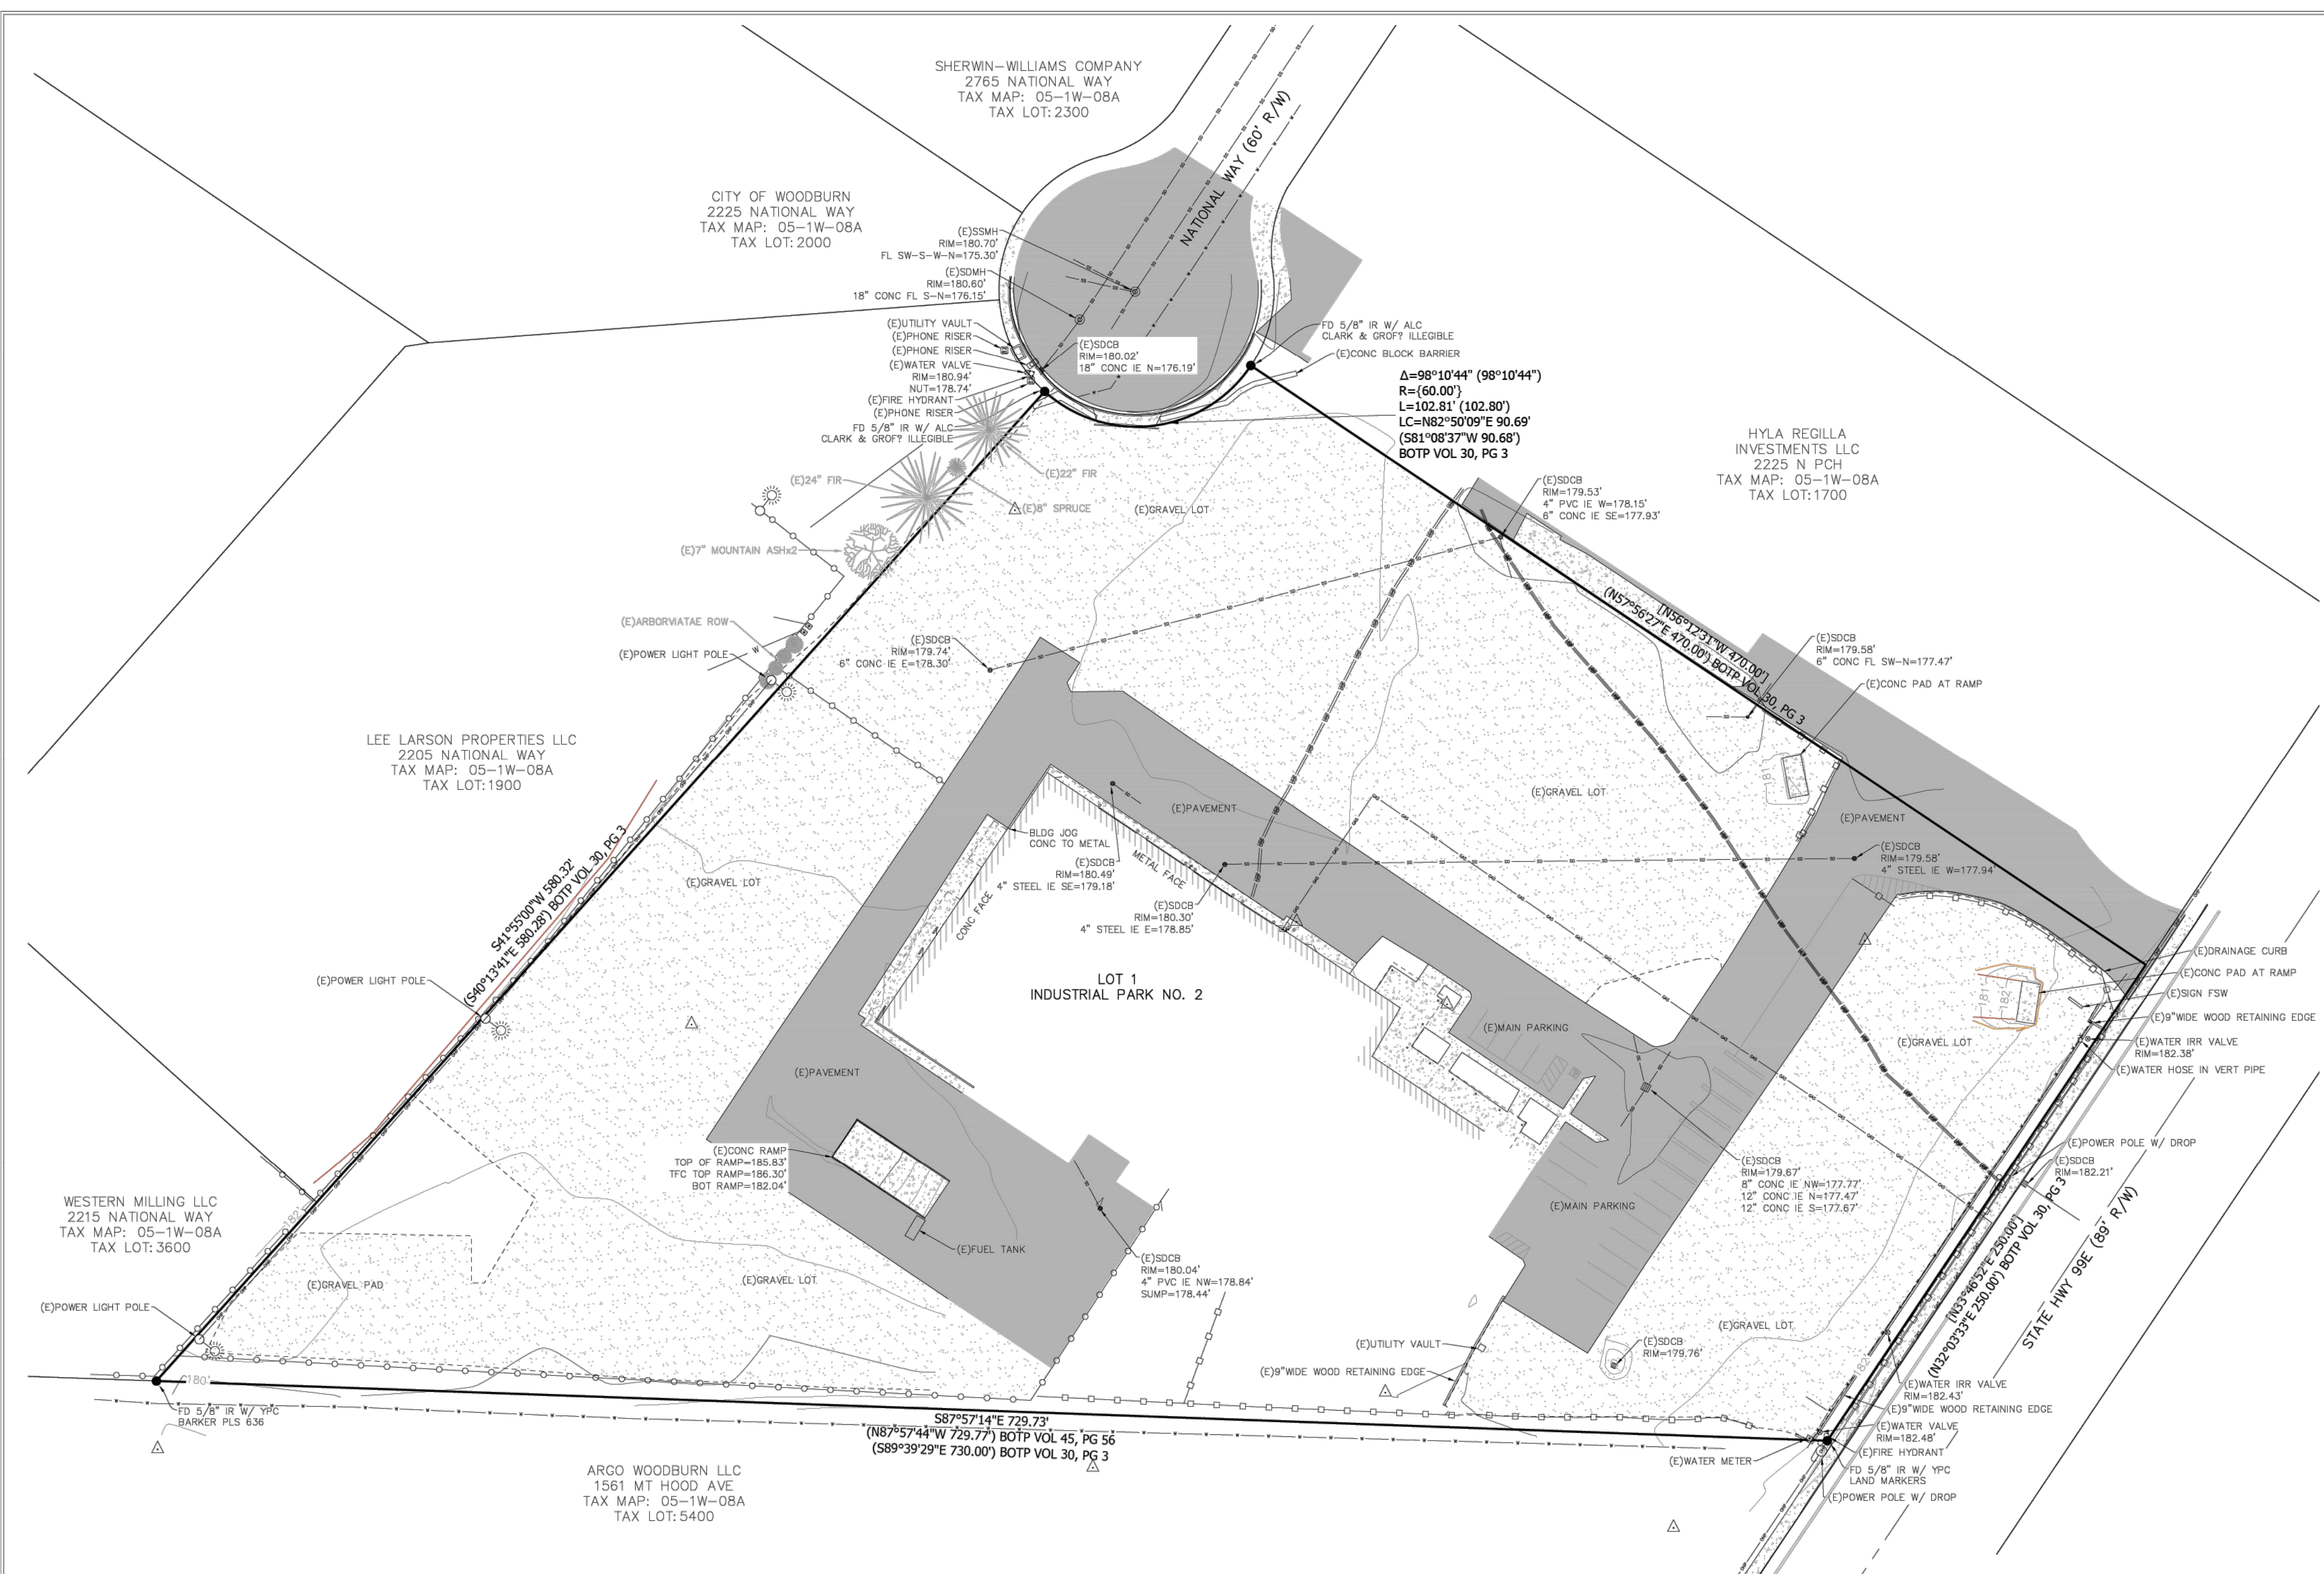 SHERWIN-WILLIAMS COMPANY
2765 NATIONAL WAY
TAX MAP: 05-1W-08A
TAX LOT: 2300
NATIONAL WAY (60' R/W)
CITY OF WOODBURN
2225 NATIONAL WAY
TAX MAP: 05-1W-08A
TAX LOT: 2000
(E)SSMH
RIM=180.70'
FL SW-S-W-N=175.30'
(E)SDMH
RIM=180.60'
18" CONC FL S-N=176.15'
(E)UTILITY VAULT
(E)PHONE RISER
(E)PHONE RISER
(E)WATER VALVE
RIM=180.94'
NUT=178.74'
(E)FIRE HYDRANT
(E)PHONE RISER
FD 5/8" IR W/ ALC
CLARK & GROF? ILLEGIBLE
(E)SDCB
RIM=180.02'
18" CONC IE N=176.19'
FD 5/8" IR W/ ALC
CLARK & GROF? ILLEGIBLE
(E)CONC BLOCK BARRIER
Δ=98°10'44" (98°10'44")
R={60.00'}
L=102.81' (102.80')
LC=N82°50'09"E 90.69'
(S81°08'37"W 90.68')
BOTP VOL 30, PG 3
HYLA REGILLA
INVESTMENTS LLC
2225 N PCH
TAX MAP: 05-1W-08A
TAX LOT: 1700
(E)24" FIR
(E)22" FIR
(E)8" SPRUCE
(E)GRAVEL LOT
(E)SDCB
RIM=179.53'
4" PVC IE W=178.15'
6" CONC IE SE=177.93'
(E)7" MOUNTAIN ASHx2
(E)ARBORVIATAE ROW
(E)POWER LIGHT POLE
W
(E)SDCB
RIM=179.74'
6" CONC IE E=178.30'
[N56°12'31"W 470.00']
(N57°56'27"E 470.00') BOTP VOL 30, PG 3
(E)SDCB
RIM=179.58'
6" CONC FL SW-N=177.47'
(E)CONC PAD AT RAMP
LEE LARSON PROPERTIES LLC
2205 NATIONAL WAY
TAX MAP: 05-1W-08A
TAX LOT: 1900
181
(E)GRAVEL LOT
(E)PAVEMENT
(E)PAVEMENT
BLDG JOG
CONC TO METAL
METAL FACE
CONC FACE
(E)SDCB
RIM=180.49'
4" STEEL IE SE=179.18'
(E)SDCB
RIM=179.58'
4" STEEL IE W=177.94'
(E)GRAVEL LOT
S41°55'00"W 580.32'
(S40°13'41"E 580.28') BOTP VOL 30, PG 3
(E)SDCB
RIM=180.30'
4" STEEL IE E=178.85'
(E)POWER LIGHT POLE
LOT 1
INDUSTRIAL PARK NO. 2
(E)DRAINAGE CURB
(E)CONC PAD AT RAMP
181
182
(E)SIGN FSW
(E)9"WIDE WOOD RETAINING EDGE
(E)WATER IRR VALVE
RIM=182.38'
(E)WATER HOSE IN VERT PIPE
(E)MAIN PARKING
(E)GRAVEL LOT
(E)PAVEMENT
(E)CONC RAMP
TOP OF RAMP=185.83'
TFC TOP RAMP=186.30'
BOT RAMP=182.04'
(E)FUEL TANK
(E)POWER POLE W/ DROP
(E)SDCB
RIM=182.21'
(E)SDCB
RIM=179.67'
8" CONC IE NW=177.77'
12" CONC IE N=177.47'
12" CONC IE S=177.67'
(E)MAIN PARKING
WESTERN MILLING LLC
2215 NATIONAL WAY
TAX MAP: 05-1W-08A
TAX LOT: 3600
182
(E)GRAVEL PAD
(E)GRAVEL LOT
(E)SDCB
RIM=180.04'
4" PVC IE NW=178.84'
SUMP=178.44'
[N33°46'52"E 250.00']
(N32°03'33"E 250.00') BOTP VOL 30, PG 3
STATE HWY 99E (89' R/W)
(E)POWER LIGHT POLE
(E)UTILITY VAULT
(E)9"WIDE WOOD RETAINING EDGE
(E)SDCB
RIM=179.76'
(E)GRAVEL LOT
182
180
FD 5/8" IR W/ YPC
BARKER PLS 636
(E)WATER IRR VALVE
RIM=182.43'
(E)9"WIDE WOOD RETAINING EDGE
(E)WATER VALVE
RIM=182.48'
(E)FIRE HYDRANT
(E)WATER METER
FD 5/8" IR W/ YPC
LAND MARKERS
(E)POWER POLE W/ DROP
S87°57'14"E 729.73'
(N87°57'44"W 729.77') BOTP VOL 45, PG 56
(S89°39'29"E 730.00') BOTP VOL 30, PG 3
ARGO WOODBURN LLC
1561 MT HOOD AVE
TAX MAP: 05-1W-08A
TAX LOT: 5400